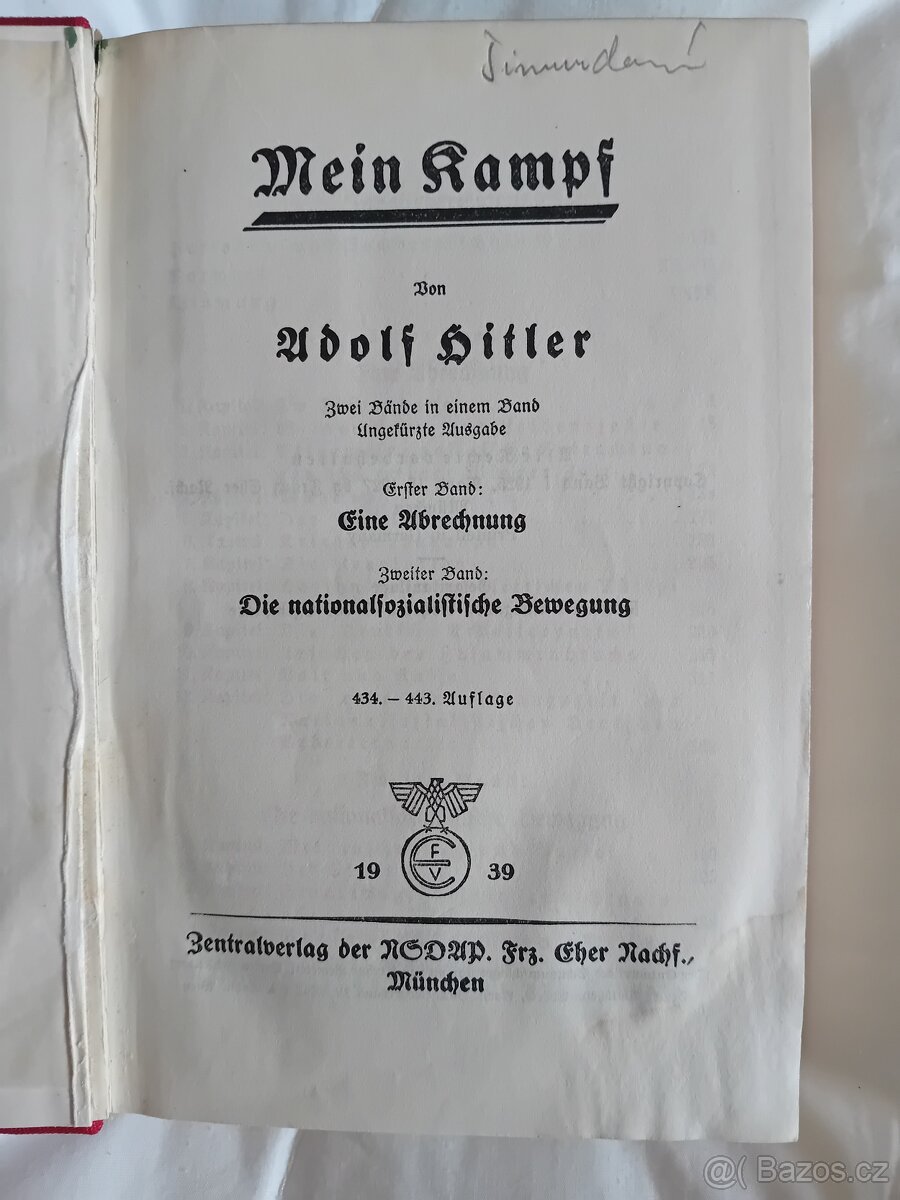 Mein Kampf
Von
Adolf Hitler
Zwei Bände in einem Band
Ungekürzte Ausgabe
Erster Band:
Eine Abrechnung
Zweiter Band:
Die nationalsozialistische Bewegung
434. – 443. Auflage
F
E
V
19 39
Zentralverlag der NSDAP. Frz. Eher Nachf.,
München
@( Bazos.cz